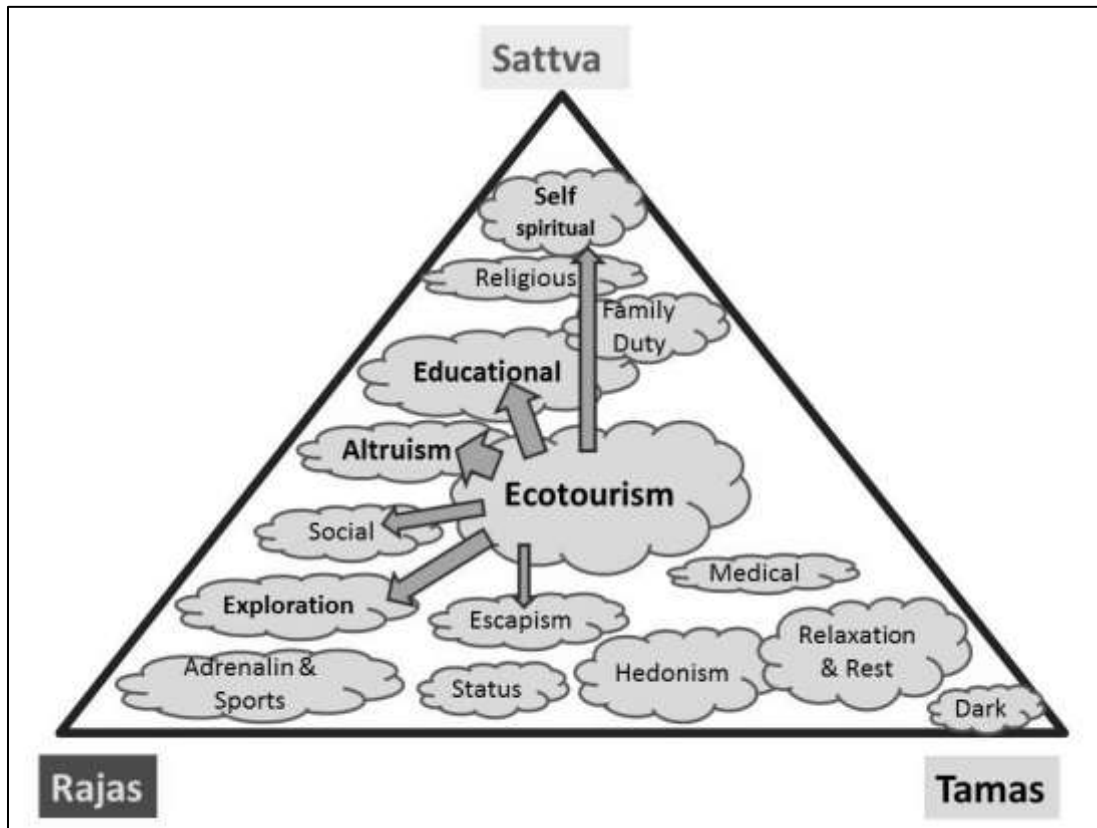 Sattva
Self
spiritual
Religious
Family
Duty
Educational
Altruism
Ecotourism
Social
Medical
Exploration
Escapism
Relaxation
& Rest
Adrenalin &
Sports
Status
Hedonism
Dark
Rajas
Tamas